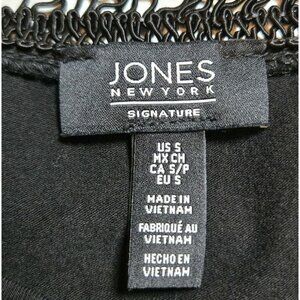 JONES
NEW YORK
SIGNATURE
US S
MX CH
CA S/P
EU S
MADE IN
VIETNAM
FABRIQUÉ AU
VIETNAM
HECHO EN
VIETNAM